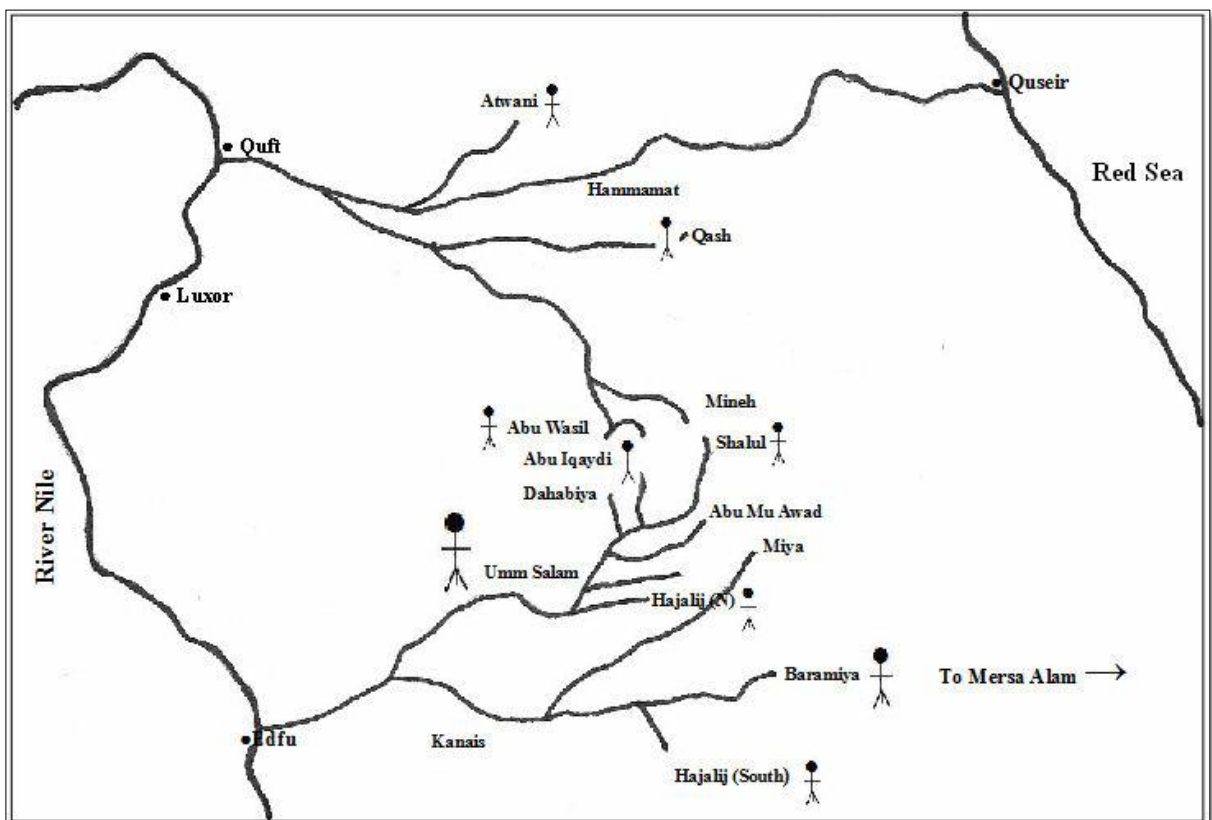 Quseir
Atwani
Quft
Red Sea
Hammamat
Qash
Luxor
Mineh
Abu Wasil
Shalul
Abu Iqaydi
Dahabiya
Abu Mu Awad
River Nile
Miya
Umm Salam
Hajalij (N)
Baramiya
To Mersa Alam →
Edfu
Kanais
Hajalij (South)